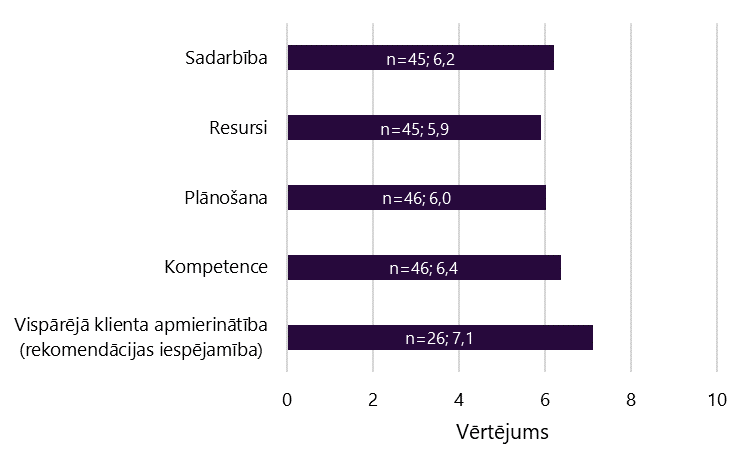 Sadarbība
n=45; 6,2
Resursi
n=45; 5,9
Plānošana
n=46; 6,0
Kompetence
n=46; 6,4
Vispārējā klienta apmierinātība
(rekomendācijas iespējamība)
n=26; 7,1
0 2 4 6 8 10
Vērtējums